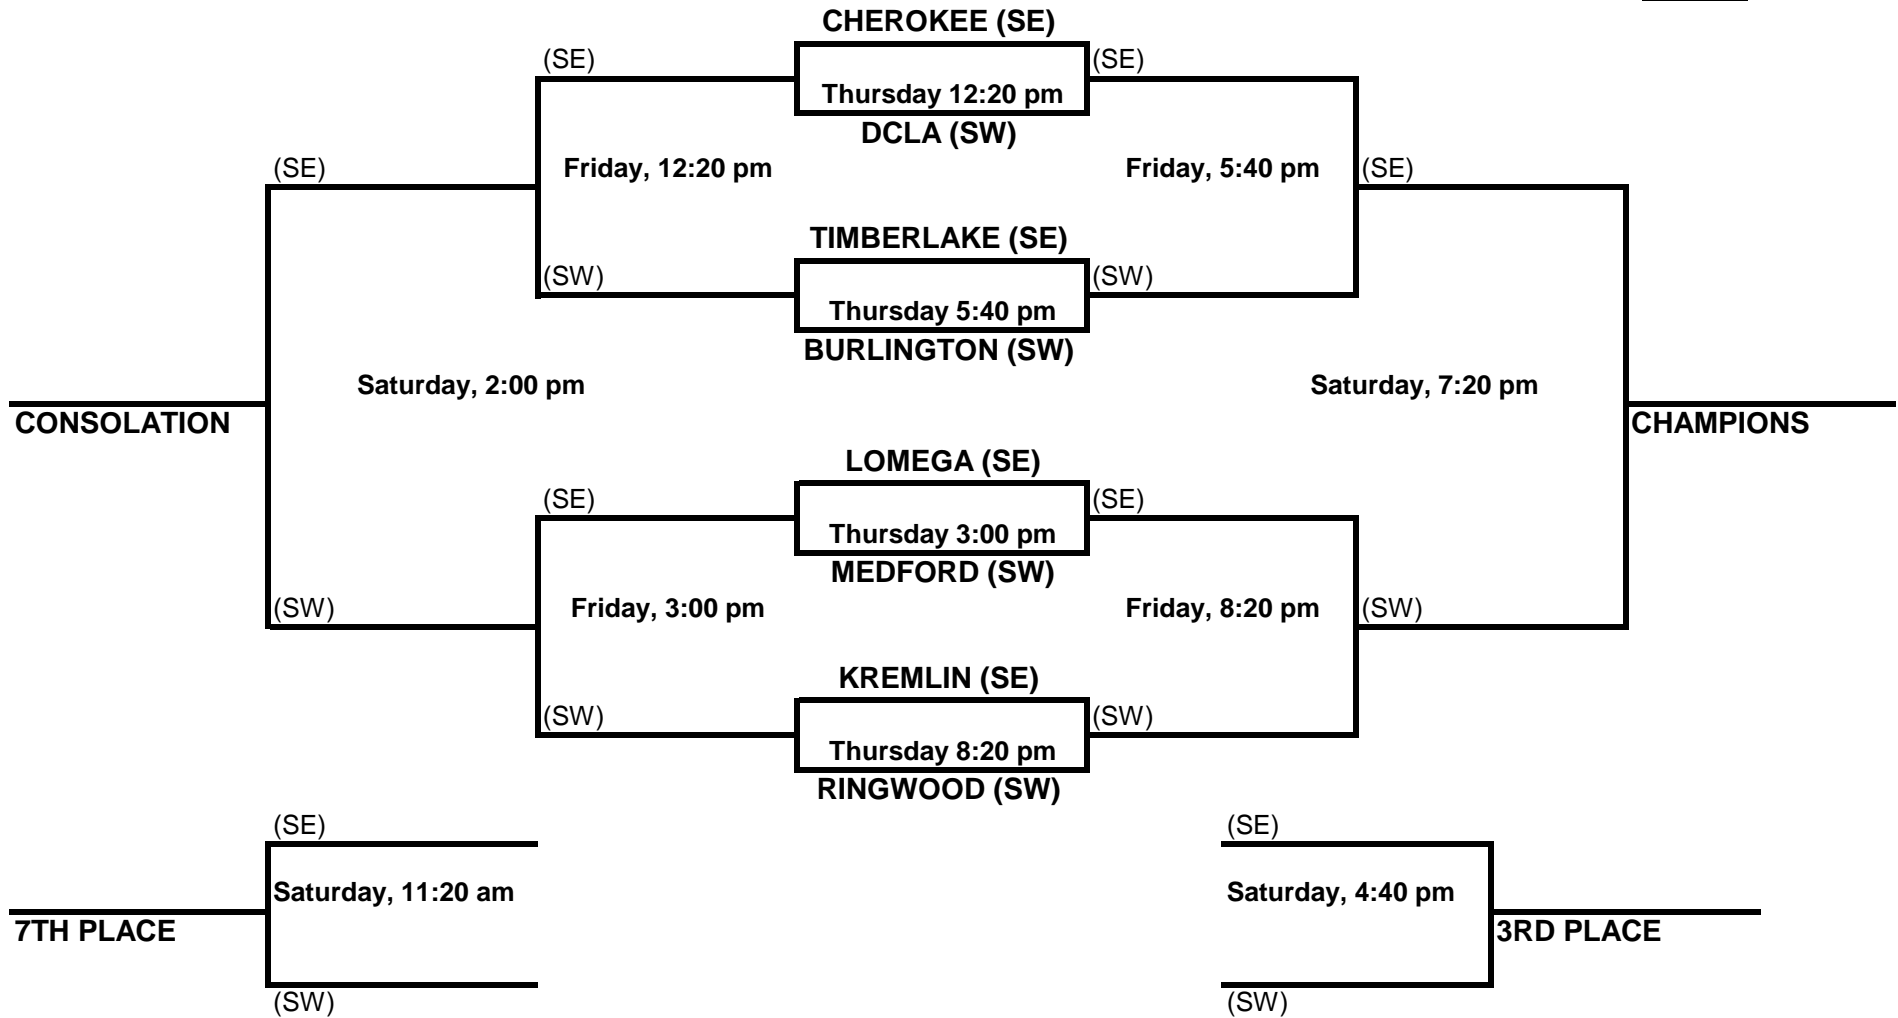 CHEROKEE (SE)
(SE)
(SE)
Thursday 12:20 pm
DCLA (SW)
(SE)
Friday, 12:20 pm
Friday, 5:40 pm
(SE)
TIMBERLAKE (SE)
(SW)
(SW)
Thursday 5:40 pm
BURLINGTON (SW)
Saturday, 2:00 pm
Saturday, 7:20 pm
CONSOLATION
CHAMPIONS
LOMEGA (SE)
(SE)
(SE)
Thursday 3:00 pm
MEDFORD (SW)
(SW)
Friday, 3:00 pm
Friday, 8:20 pm
(SW)
KREMLIN (SE)
(SW)
(SW)
Thursday 8:20 pm
RINGWOOD (SW)
(SE)
(SE)
Saturday, 11:20 am
Saturday, 4:40 pm
7TH PLACE
3RD PLACE
(SW)
(SW)